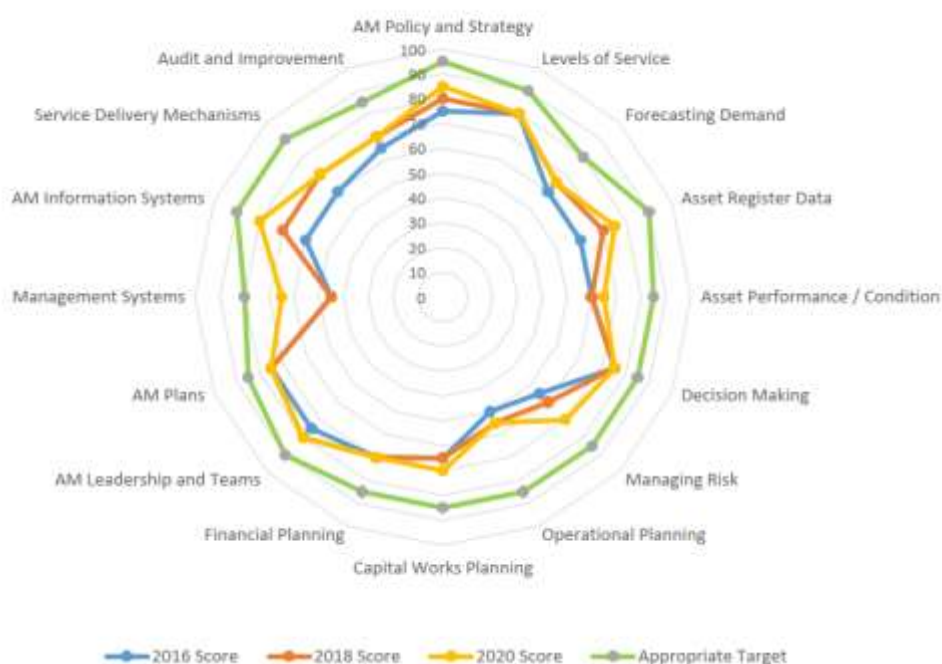 AM Policy and Strategy
100
Audit and Improvement
Levels of Service
90
80
Service Delivery Mechanisms
Forecasting Demand
70
60
50
AM Information Systems
Asset Register Data
40
30
20
10
Management Systems
0
Asset Performance / Condition
AM Plans
Decision Making
AM Leadership and Teams
Managing Risk
Financial Planning
Operational Planning
Capital Works Planning
2016 Score
2018 Score
2020 Score
Appropriate Target